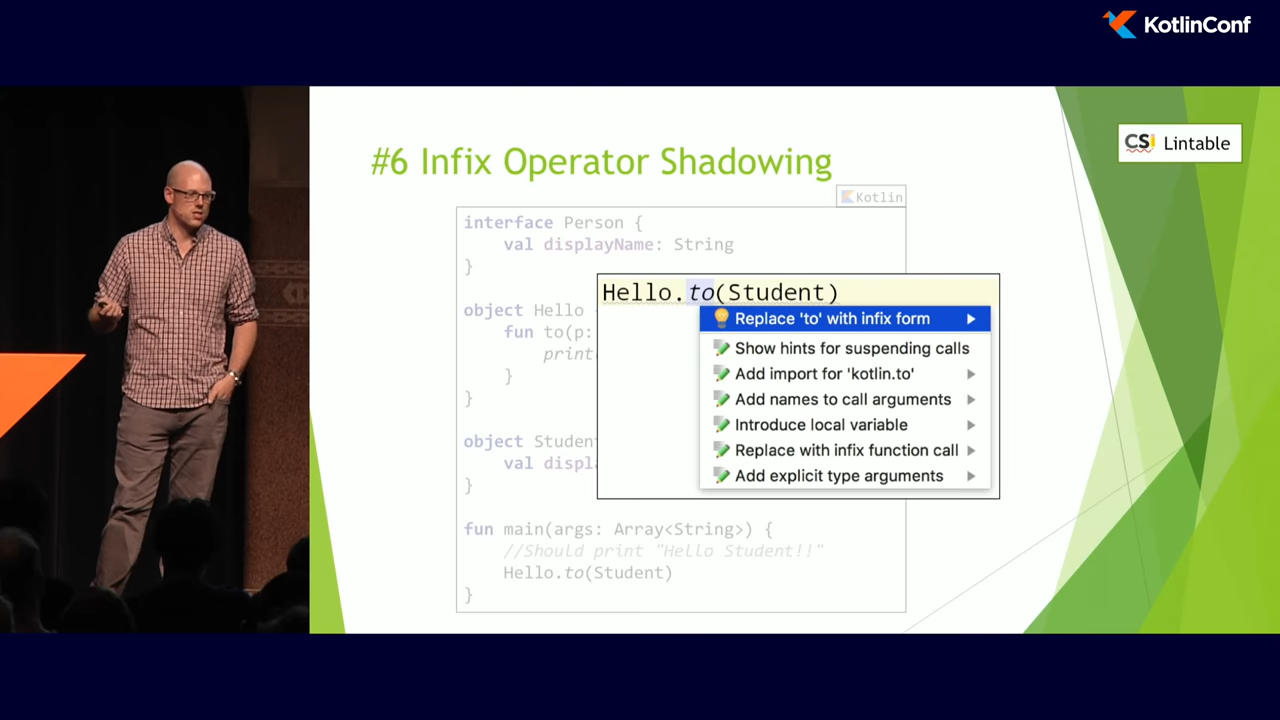 KotlinConf
CS! Lintable
#6 Infix Operator Shadowing
Kotlin
interface Person {
val displayName: String
}
object Hello
fun to(p:
print
}
}
object Student
val displ
}
fun main(args: Array<String>) {
//Should print "Hello Student!!"
Hello.to(Student)
}
Hello.to(Student)
Replace 'to' with infix form
Show hints for suspending calls
Add import for 'kotlin.to'
Add names to call arguments
Introduce local variable
Replace with infix function call
Add explicit type arguments